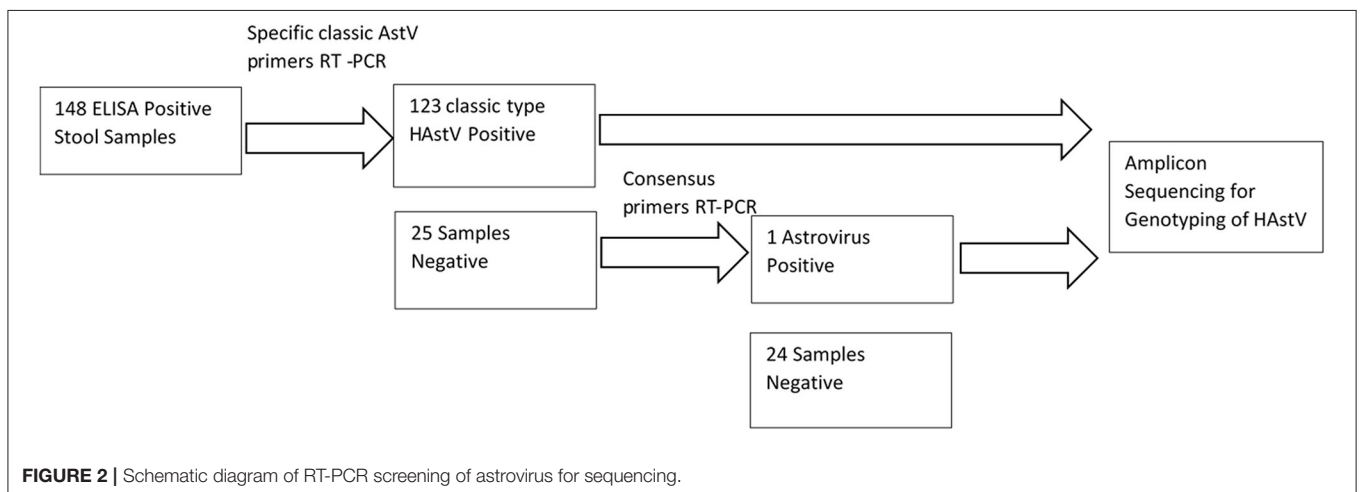 Specific classic AstV
primers RT -PCR
148 ELISA Positive
Stool Samples
123 classic type
HAstV Positive
25 Samples
Negative
Consensus
primers RT-PCR
1 Astrovirus
Positive
24 Samples
Negative
Amplicon
Sequencing for
Genotyping of HAstV
FIGURE 2 | Schematic diagram of RT-PCR screening of astrovirus for sequencing.